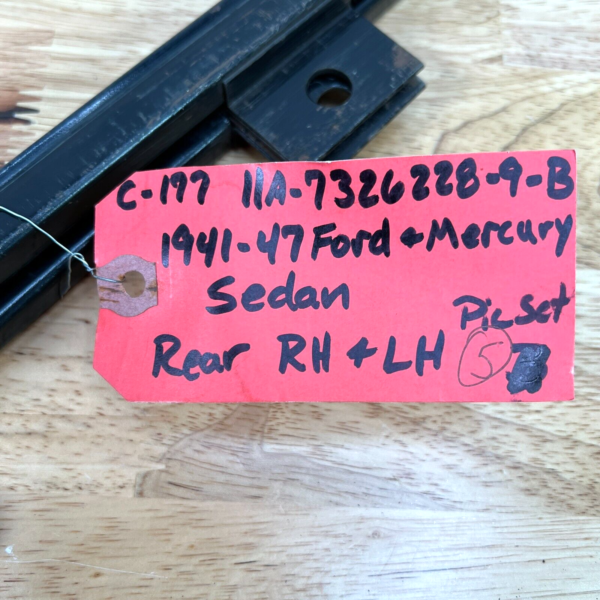 C-177 11A-7326228-9-B
1941-47 Ford & Mercury
Sedan
Pic Set
Rear RH & LH 5